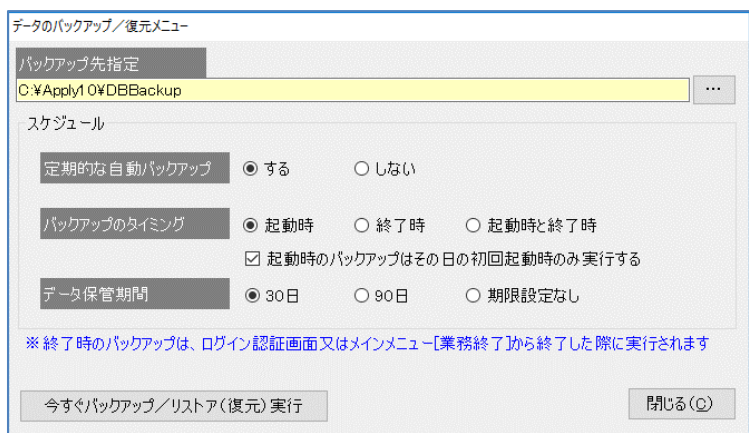 データのバックアップ／復元メニュー
バックアップ先指定
C:¥Apply10¥DBBackup ...
スケジュール
定期的な自動バックアップ する しない
バックアップのタイミング 起動時 終了時 起動時と終了時
起動時のバックアップはその日の初回起動時のみ実行する
データ保管期間 30日 90日 期限設定なし
※終了時のバックアップは、ログイン認証画面又はメインメニュー[業務終了]から終了した際に実行されます
今すぐバックアップ／リストア(復元)実行 閉じる(C)